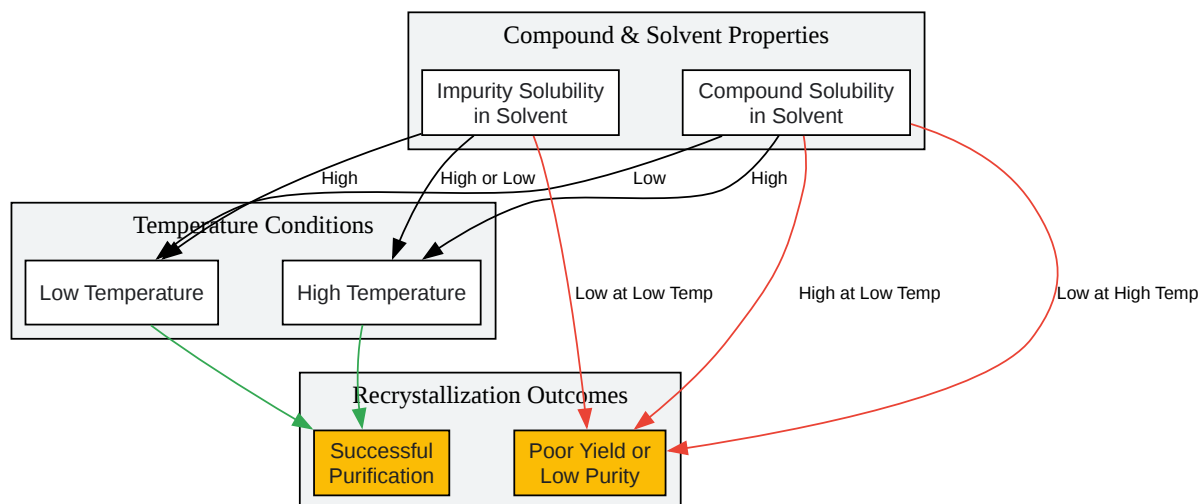 Compound & Solvent Properties
Impurity Solubility
in Solvent
Compound Solubility
in Solvent
High
High or Low
Low
High
Temperature Conditions
Low Temperature
High Temperature
Low at Low Temp
High at Low Temp
Low at High Temp
Recrystallization Outcomes
Successful
Purification
Poor Yield or
Low Purity